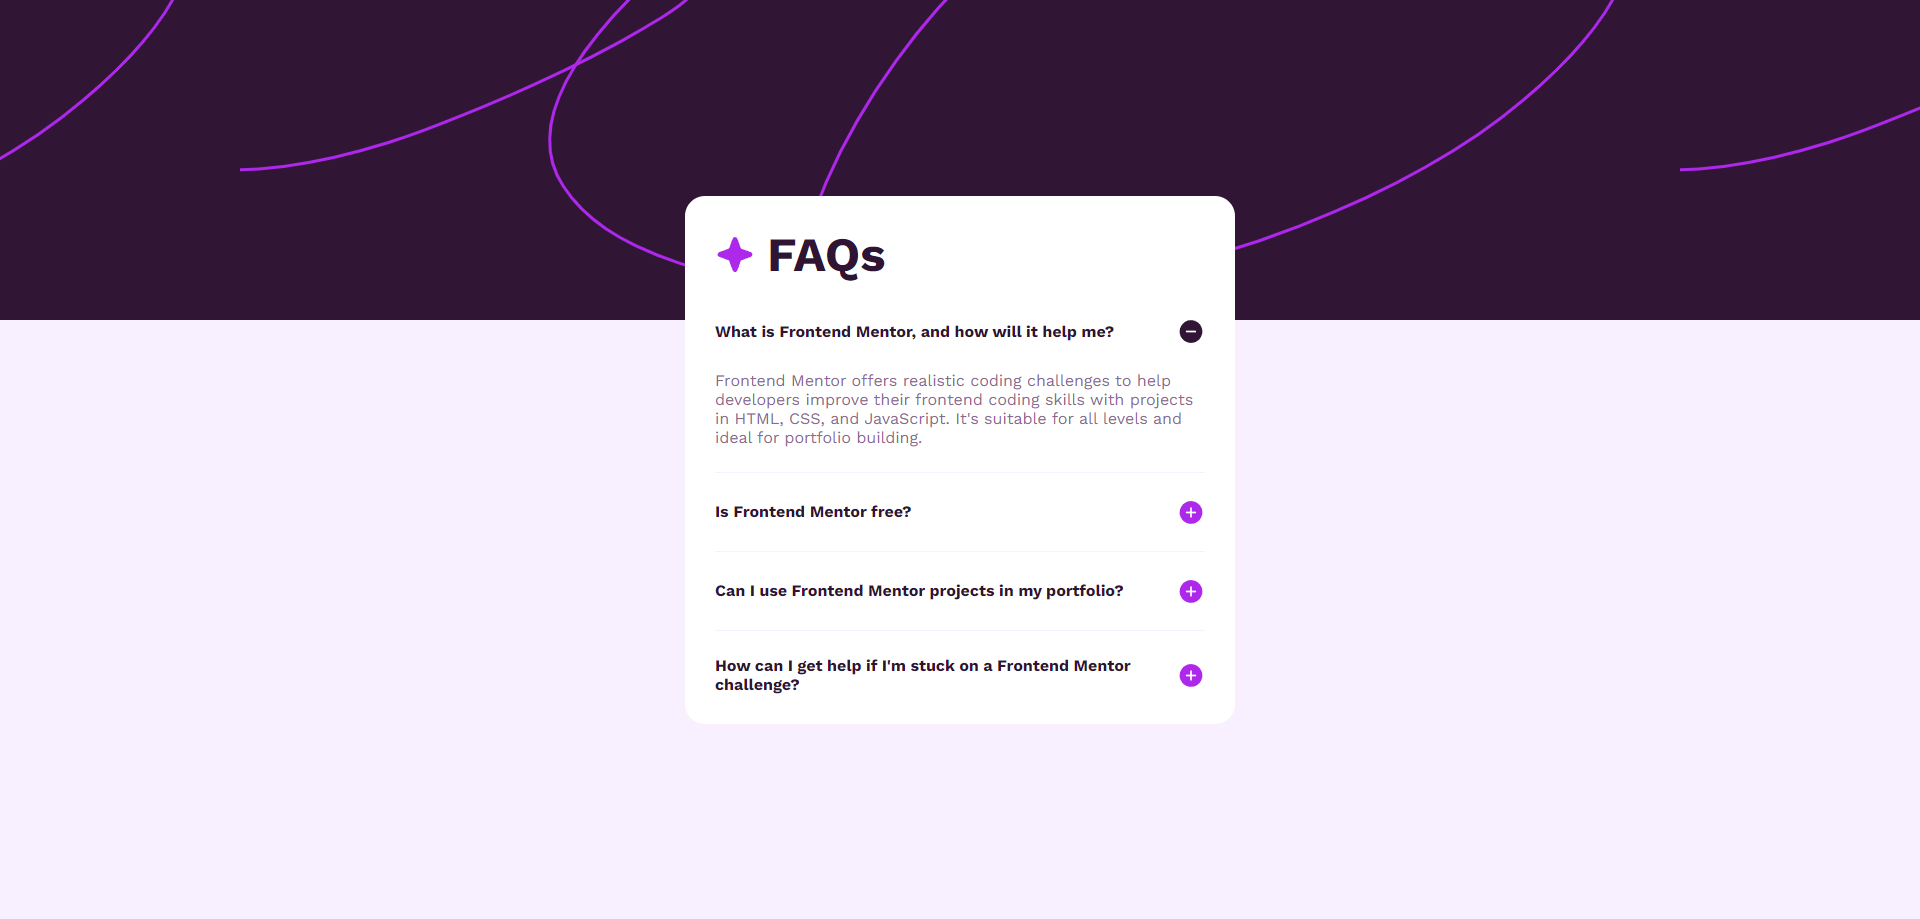 FAQs
What is Frontend Mentor, and how will it help me?
Frontend Mentor offers realistic coding challenges to help
developers improve their frontend coding skills with projects
in HTML, CSS, and JavaScript. It's suitable for all levels and
ideal for portfolio building.
Is Frontend Mentor free?
Can I use Frontend Mentor projects in my portfolio?
How can I get help if I'm stuck on a Frontend Mentor
challenge?